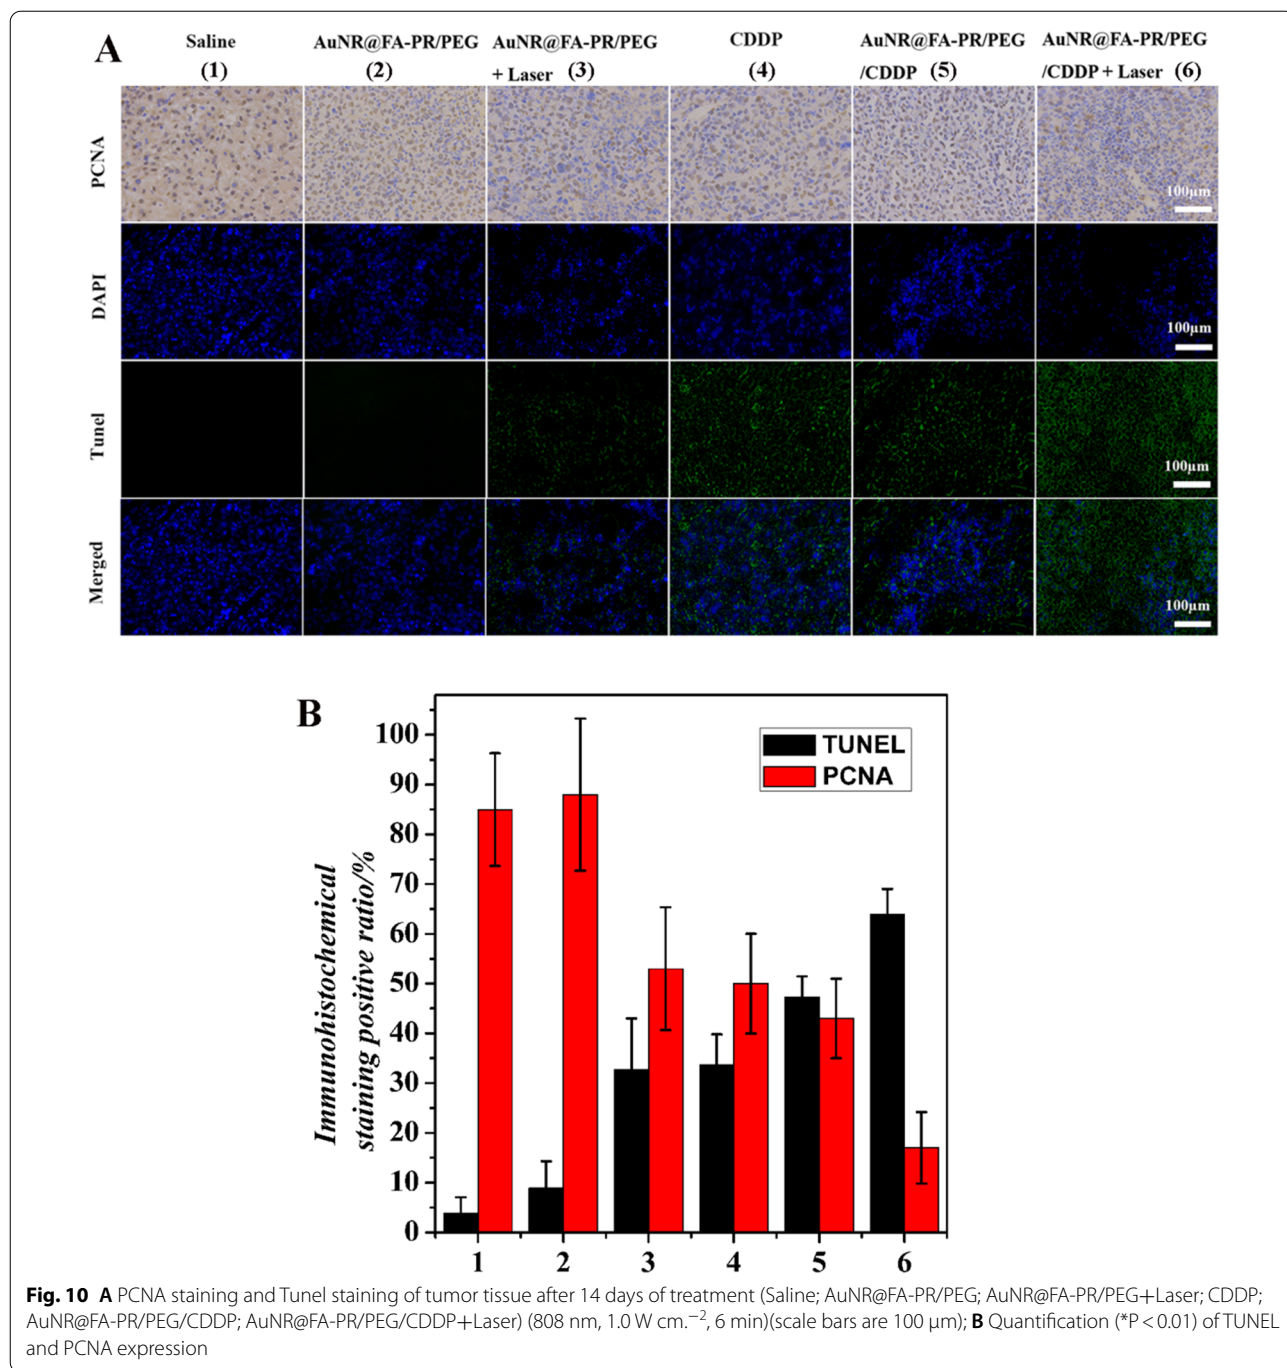 A
Saline AuNR@FA-PR/PEG AuNR@FA-PR/PEG CDDP AuNR@FA-PR/PEG AuNR@FA-PR/PEG
(1) (2) + Laser (3) (4) /CDDP (5) /CDDP + Laser (6)
PCNA
100µm
DAPI
100µm
Tunel
100µm
Merged
100µm
B
TUNEL
PCNA
Immunohistochemical
staining positive ratio/%
100
90
80
70
60
50
40
30
20
10
0
1 2 3 4 5 6
Fig. 10 A PCNA staining and Tunel staining of tumor tissue after 14 days of treatment (Saline; AuNR@FA-PR/PEG; AuNR@FA-PR/PEG+Laser; CDDP;
AuNR@FA-PR/PEG/CDDP; AuNR@FA-PR/PEG/CDDP+Laser) (808 nm, 1.0 W cm.⁻², 6 min)(scale bars are 100 µm); B Quantification (*P < 0.01) of TUNEL
and PCNA expression